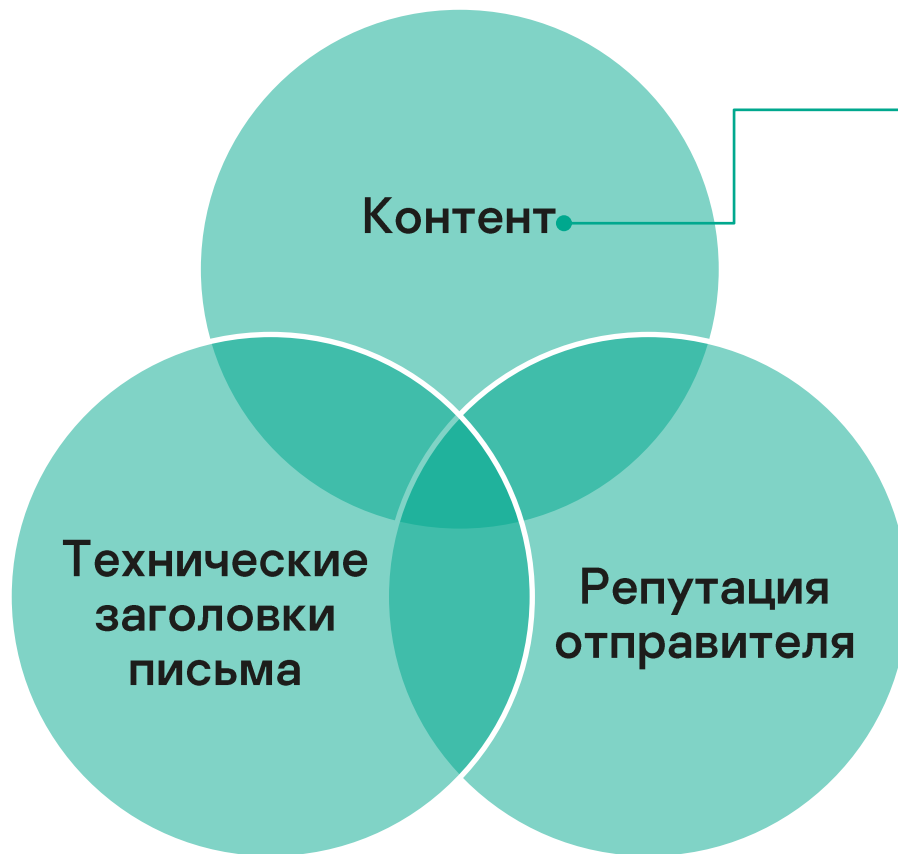 Контент
Технические
заголовки
письма
Репутация
отправителя